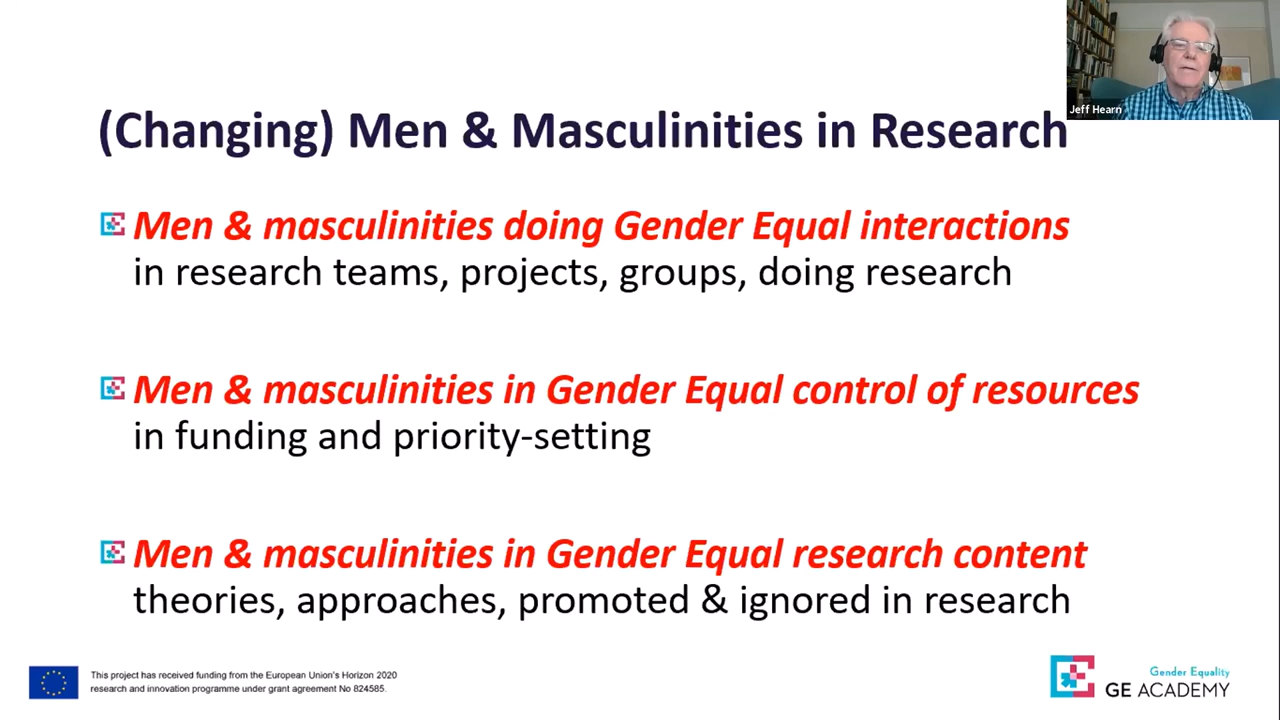 Jeff Hearn
(Changing) Men & Masculinities in Research
Men & masculinities doing Gender Equal interactions
in research teams, projects, groups, doing research
Men & masculinities in Gender Equal control of resources
in funding and priority-setting
Men & masculinities in Gender Equal research content
theories, approaches, promoted & ignored in research
This project has received funding from the European Union's Horizon 2020
research and innovation programme under grant agreement No 824585.
Gender Equality
GE ACADEMY